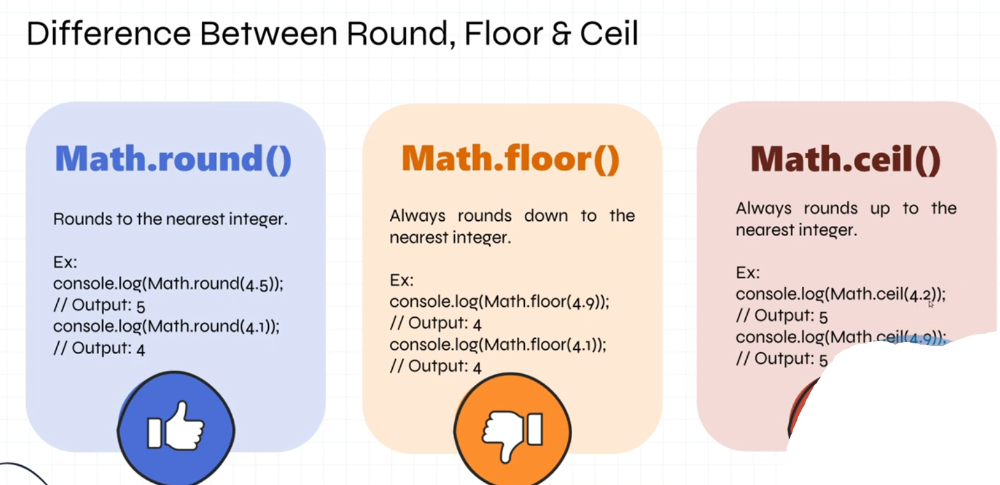 Difference Between Round, Floor & Ceil
Math.round()
Rounds to the nearest integer.
Ex:
console.log(Math.round(4.5));
// Output: 5
console.log(Math.round(4.1));
// Output: 4
Math.floor()
Always rounds down to the
nearest integer.
Ex:
console.log(Math.floor(4.9));
// Output: 4
console.log(Math.floor(4.1));
// Output: 4
Math.ceil()
Always rounds up to the
nearest integer.
Ex:
console.log(Math.ceil(4.2));
// Output: 5
console.log(Math.ceil(4.9));
// Output: 5